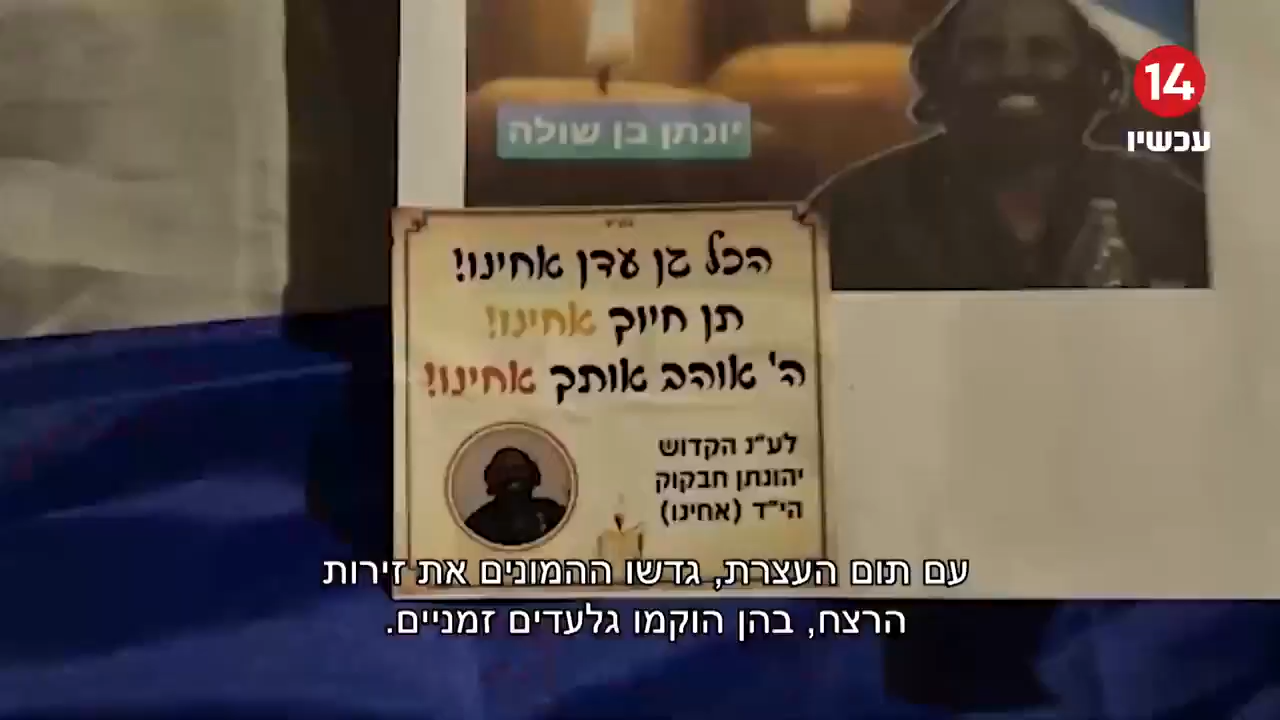 14
עכשיו
יונתן בן שולה
הכל גן עדן אחינו!
תן חיוך אחינו!
ה' אוהב אותך אחינו!
לע"נ הקדוש
יהונתן חבקוק
הי"ד (אחינו)
עם תום העצרת, גדשו ההמונים את זירות
הרצח, בהן הוקמו גלעדים זמניים.